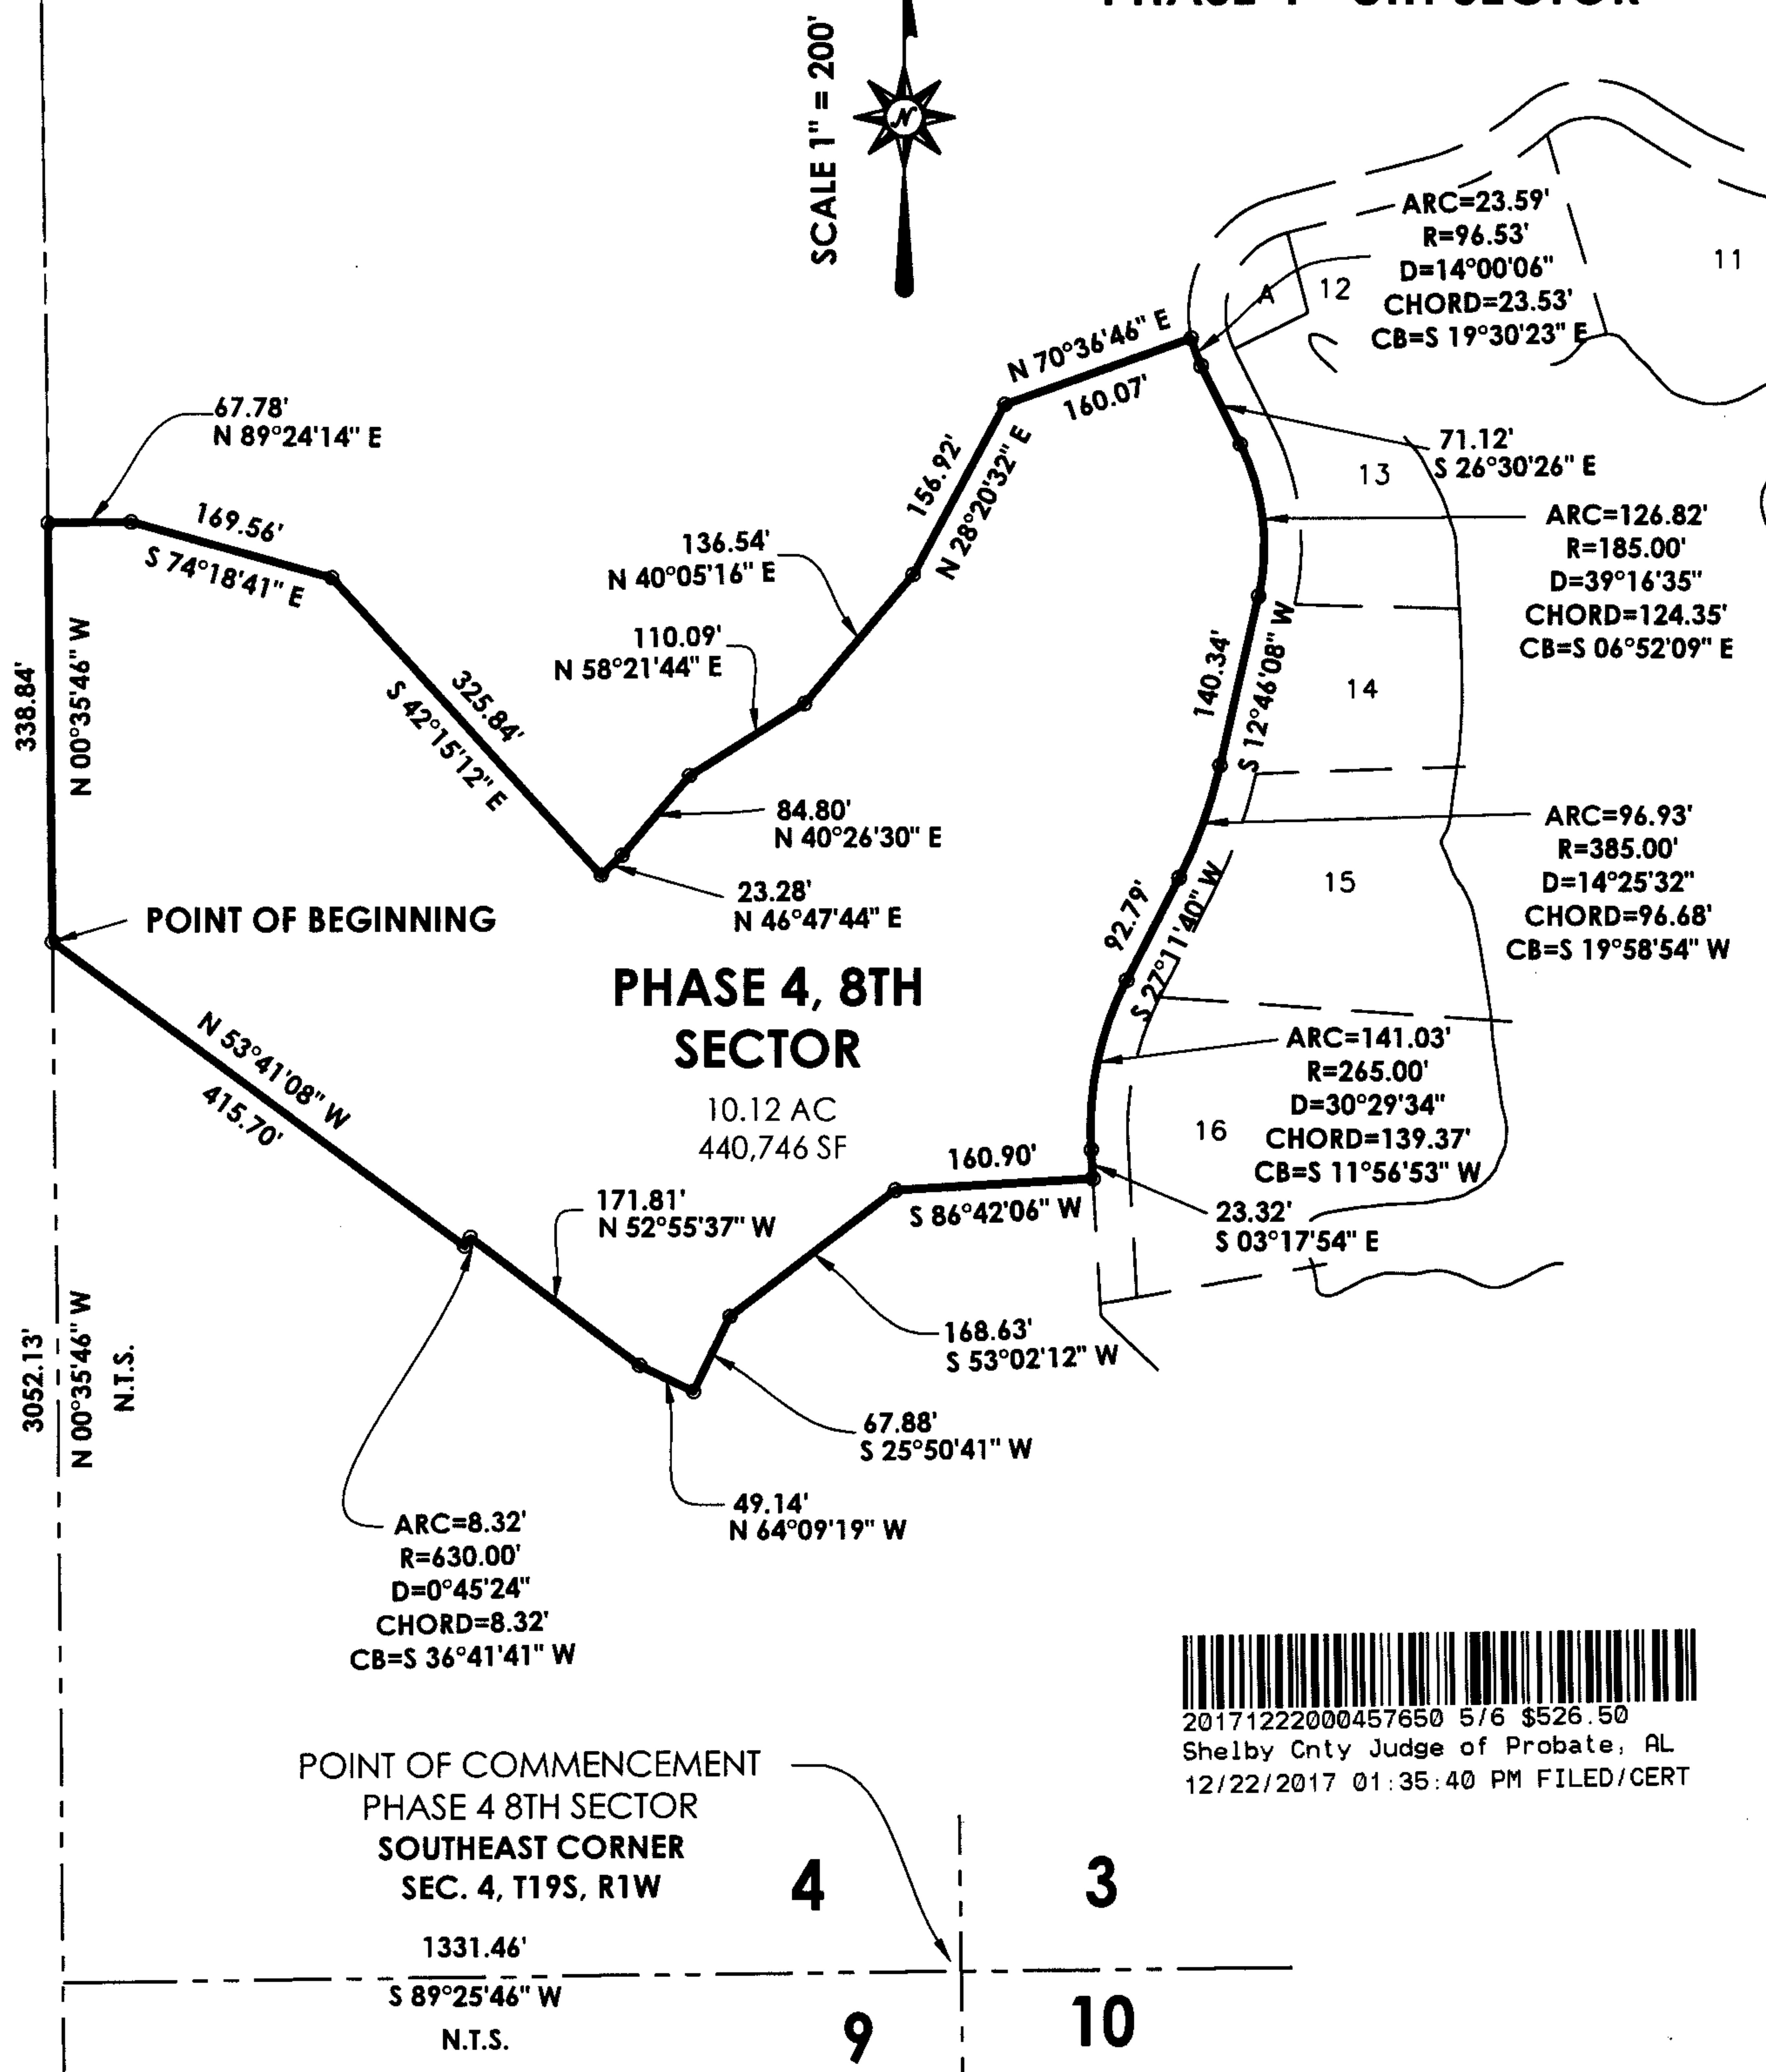 PHASE 4 - 8TH SECTOR
SCALE 1" = 200'
N
ARC=23.59'
R=96.53'
D=14°00'06"
CHORD=23.53'
CB=S 19°30'23" E
A
12
11
N 70°36'46" E
160.07'
67.78'
N 89°24'14" E
169.56'
S 74°18'41" E
156.92'
N 28°20'32" E
71.12'
S 26°30'26" E
13
ARC=126.82'
R=185.00'
D=39°16'35"
CHORD=124.35'
CB=S 06°52'09" E
136.54'
N 40°05'16" E
110.09'
N 58°21'44" E
338.84'
N 00°35'46" W
325.84'
S 42°15'12" E
140.34'
S 12°46'08" W
14
84.80'
N 40°26'30" E
23.28'
N 46°47'44" E
ARC=96.93'
R=385.00'
D=14°25'32"
CHORD=96.68'
CB=S 19°58'54" W
15
POINT OF BEGINNING
92.79'
S 27°11'40" W
PHASE 4, 8TH
SECTOR
10.12 AC
440,746 SF
N 53°41'08" W
415.70'
ARC=141.03'
R=265.00'
D=30°29'34"
CHORD=139.37'
CB=S 11°56'53" W
16
160.90'
S 86°42'06" W
171.81'
N 52°55'37" W
23.32'
S 03°17'54" E
168.63'
S 53°02'12" W
67.88'
S 25°50'41" W
49.14'
N 64°09'19" W
3052.13'
N 00°35'46" W
N.T.S.
ARC=8.32'
R=630.00'
D=0°45'24"
CHORD=8.32'
CB=S 36°41'41" W
20171222000457650 5/6 $526.50
Shelby Cnty Judge of Probate, AL
12/22/2017 01:35:40 PM FILED/CERT
POINT OF COMMENCEMENT
PHASE 4 8TH SECTOR
SOUTHEAST CORNER
SEC. 4, T19S, R1W
4
3
1331.46'
S 89°25'46" W
N.T.S.
9
10